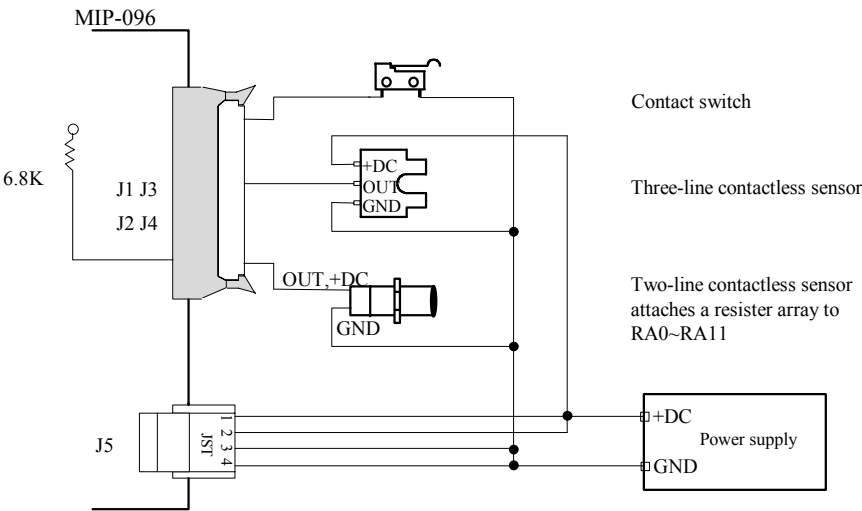 MIP-096
Contact switch
+DC
6.8K
J1 J3
OUT
Three-line contactless sensor
GND
J2 J4
OUT,+DC
Two-line contactless sensor
attaches a resister array to
RA0~RA11
GND
J5
JST
1
2
3
4
+DC
Power supply
GND